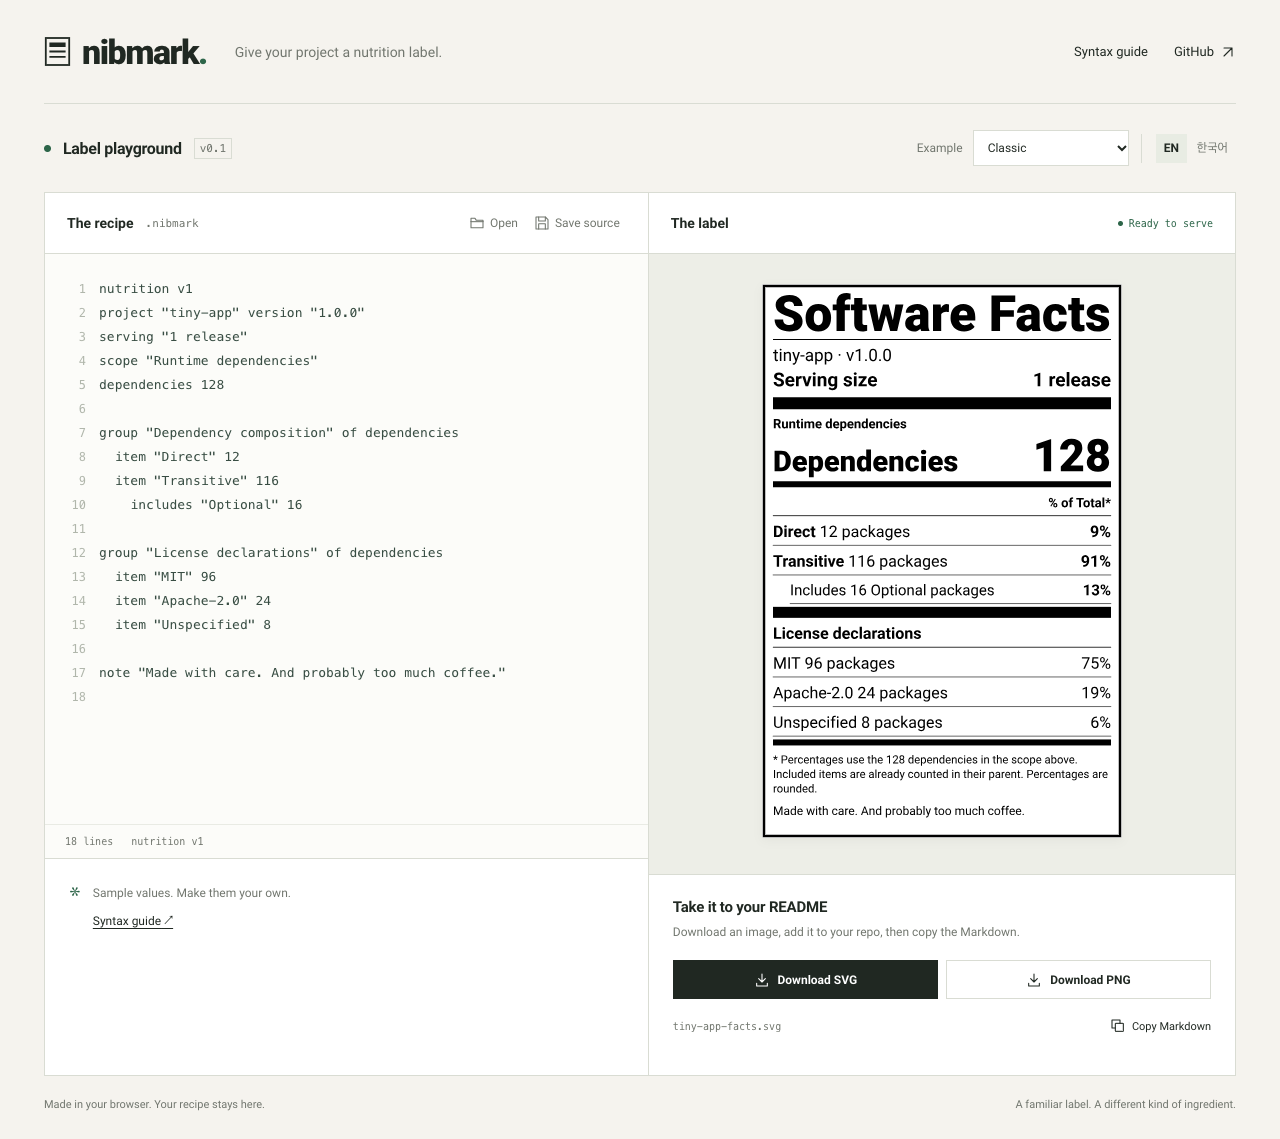 nibmark.
Give your project a nutrition label.
Syntax guide
GitHub
Label playground
v0.1
Example
Classic
EN
한국어
The recipe
.nibmark
Open
Save source
1 nutrition v1
2 project "tiny-app" version "1.0.0"
3 serving "1 release"
4 scope "Runtime dependencies"
5 dependencies 128
6
7 group "Dependency composition" of dependencies
8 item "Direct" 12
9 item "Transitive" 116
10 includes "Optional" 16
11
12 group "License declarations" of dependencies
13 item "MIT" 96
14 item "Apache-2.0" 24
15 item "Unspecified" 8
16
17 note "Made with care. And probably too much coffee."
18
18 lines nutrition v1
* Sample values. Make them your own.
Syntax guide ↗
The label
Ready to serve
Software Facts
tiny-app · v1.0.0
Serving size 1 release
Runtime dependencies
Dependencies 128
% of Total*
Direct 12 packages 9%
Transitive 116 packages 91%
Includes 16 Optional packages 13%
License declarations
MIT 96 packages 75%
Apache-2.0 24 packages 19%
Unspecified 8 packages 6%
* Percentages use the 128 dependencies in the scope above.
Included items are already counted in their parent. Percentages are
rounded.
Made with care. And probably too much coffee.
Take it to your README
Download an image, add it to your repo, then copy the Markdown.
Download SVG
Download PNG
tiny-app-facts.svg
Copy Markdown
Made in your browser. Your recipe stays here.
A familiar label. A different kind of ingredient.